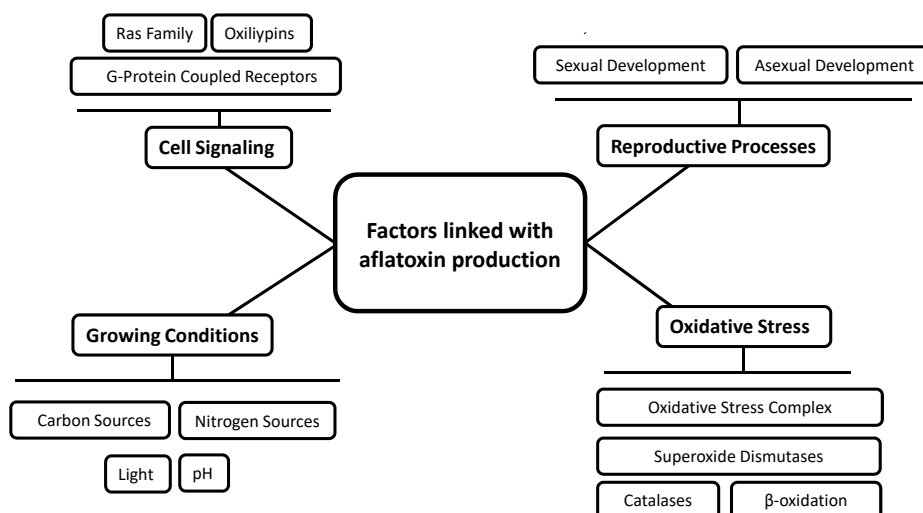 Ras Family
Oxiliypins
G-Protein Coupled Receptors
Cell Signaling
Sexual Development
Asexual Development
Reproductive Processes
Factors linked with
aflatoxin production
Growing Conditions
Carbon Sources
Nitrogen Sources
Light
pH
Oxidative Stress
Oxidative Stress Complex
Superoxide Dismutases
Catalases
β-oxidation